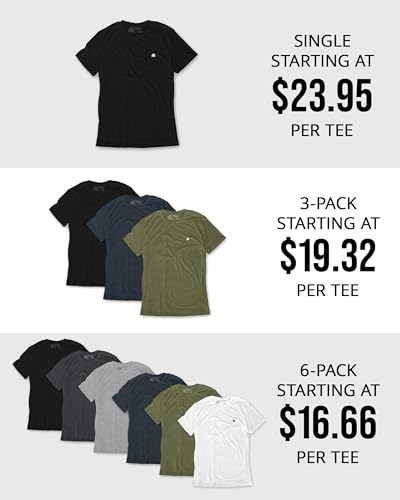 SINGLE
STARTING AT
$23.95
PER TEE
3-PACK
STARTING AT
$19.32
PER TEE
6-PACK
STARTING AT
$16.66
PER TEE